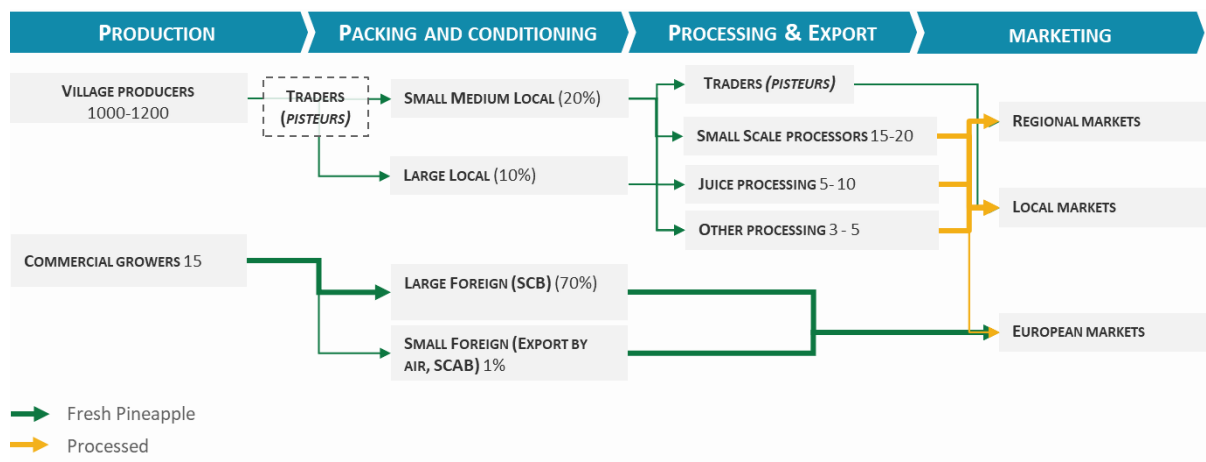 PRODUCTION
PACKING AND CONDITIONING
PROCESSING & EXPORT
MARKETING
VILLAGE PRODUCERS
1000-1200
TRADERS
(PISTEURS)
SMALL MEDIUM LOCAL (20%)
LARGE LOCAL (10%)
TRADERS (PISTEURS)
SMALL SCALE PROCESSORS 15-20
JUICE PROCESSING 5- 10
OTHER PROCESSING 3 - 5
REGIONAL MARKETS
LOCAL MARKETS
COMMERCIAL GROWERS 15
LARGE FOREIGN (SCB) (70%)
SMALL FOREIGN (EXPORT BY
AIR, SCAB) 1%
EUROPEAN MARKETS
Fresh Pineapple
Processed